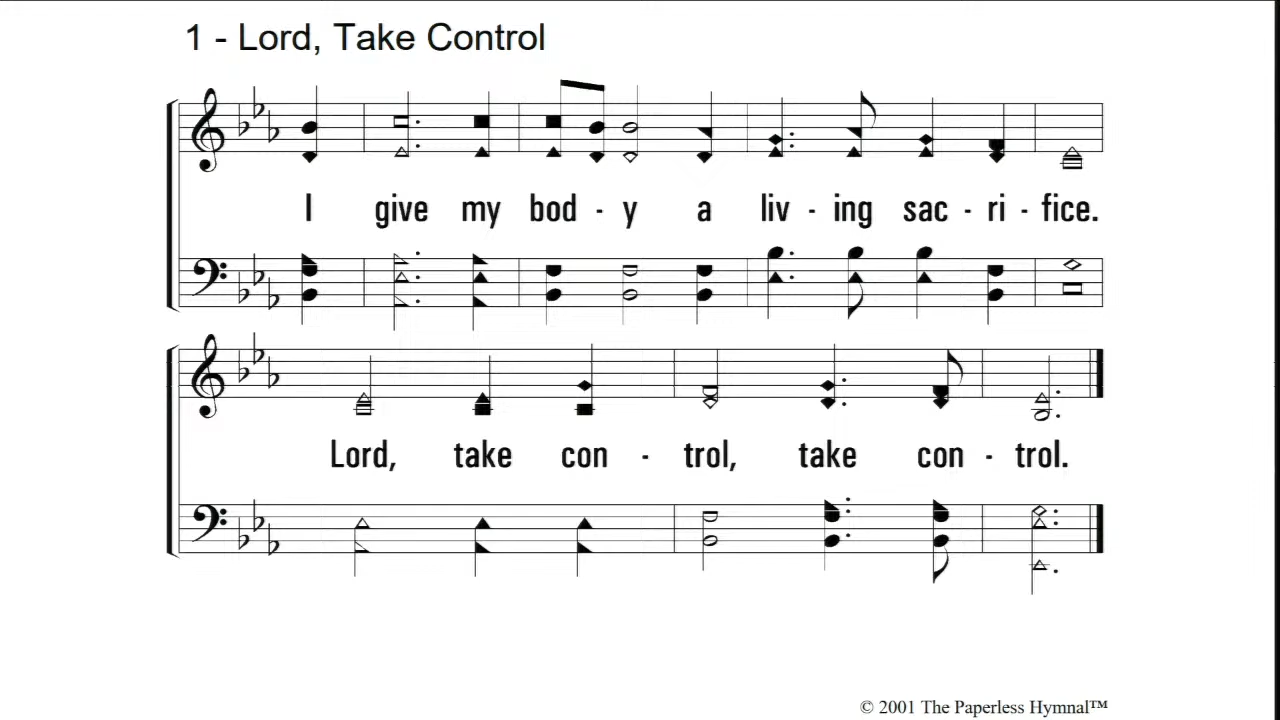 1 - Lord, Take Control
I give my bod - y a liv - ing sac - ri - fice.
Lord, take con - trol, take con - trol.
© 2001 The Paperless Hymnal™